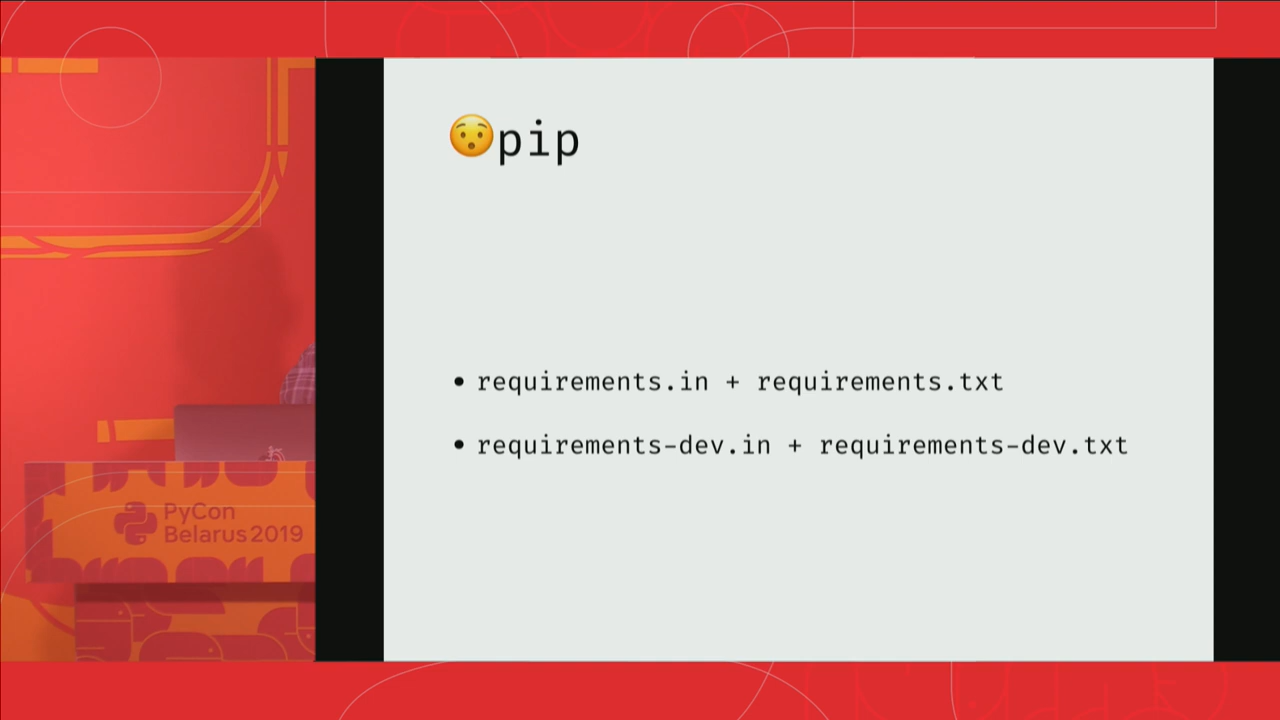 😯pip
• requirements.in + requirements.txt
• requirements-dev.in + requirements-dev.txt
PyCon
Belarus 2019